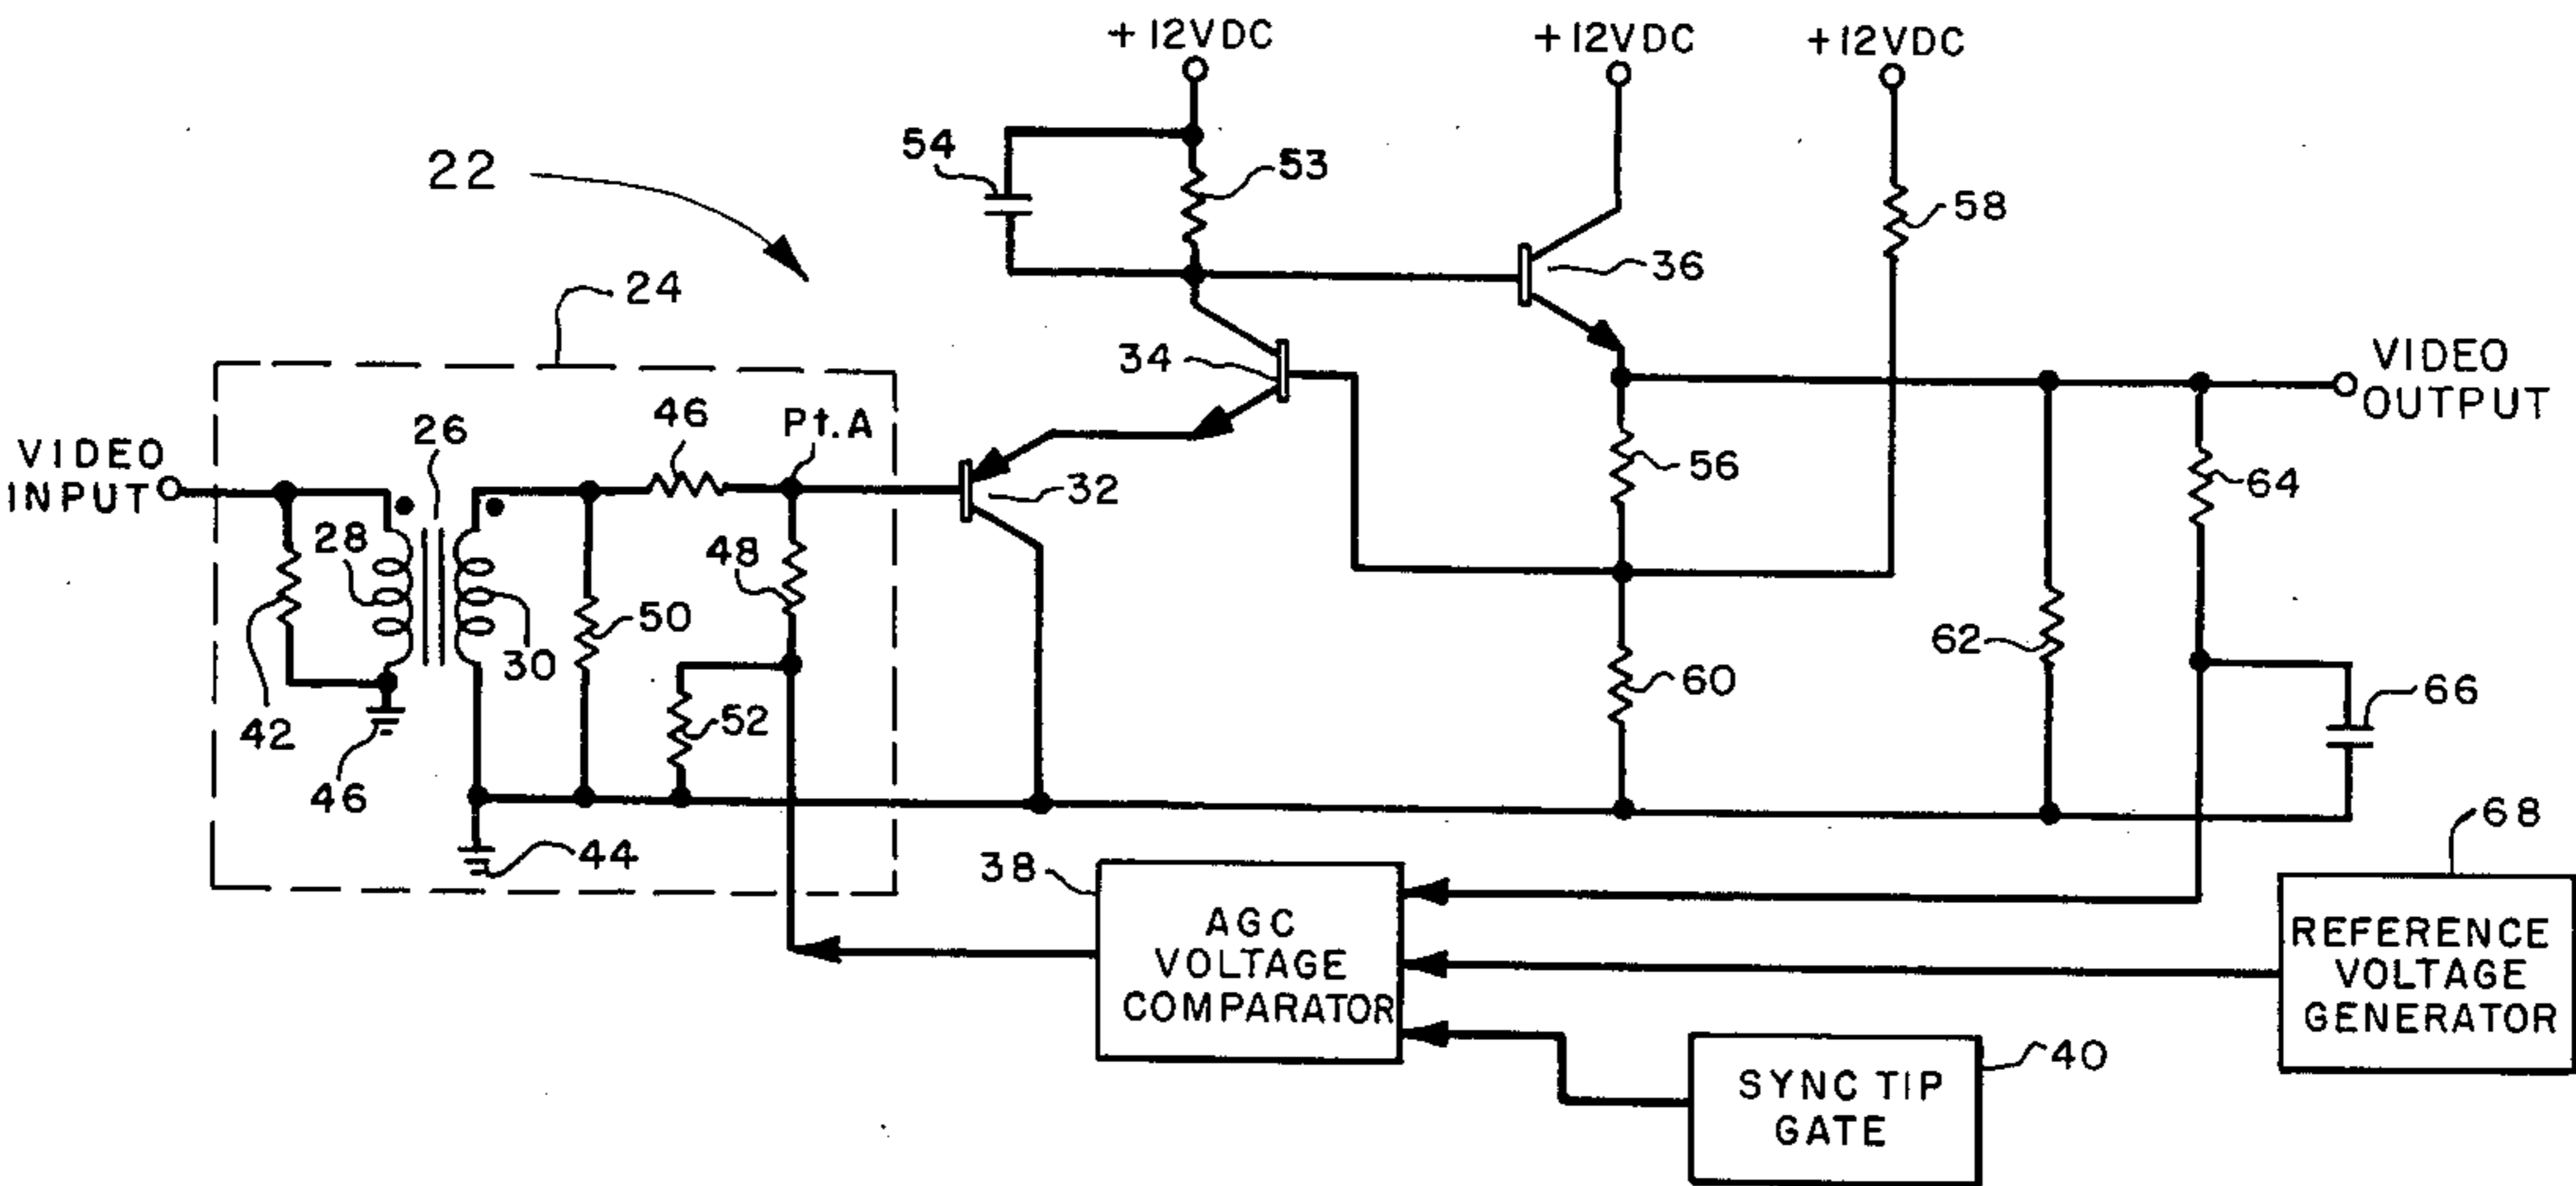 +12VDC
+12VDC
+12VDC
54
53
22
58
36
24
34
VIDEO
OUTPUT
46
Pt.A
26
VIDEO
INPUT
32
56
64
28
48
50
30
62
60
66
42
52
46
44
38
68
AGC
VOLTAGE
COMPARATOR
REFERENCE
VOLTAGE
GENERATOR
40
SYNC TIP
GATE